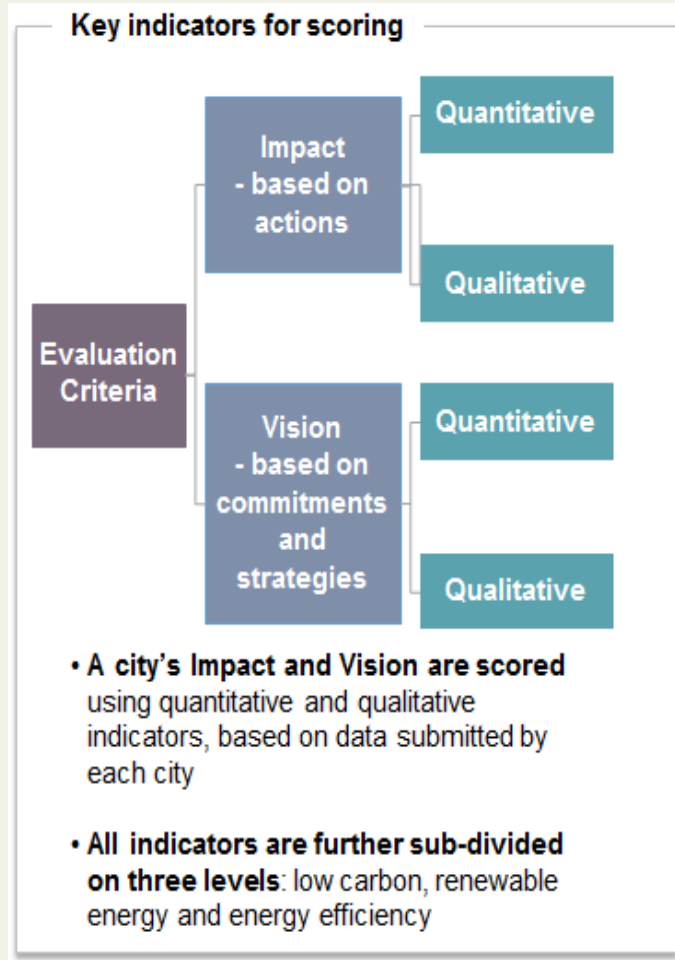 Key indicators for scoring
Impact
- based on
actions
Quantitative
Qualitative
Evaluation
Criteria
Vision
- based on
commitments
and
strategies
Quantitative
Qualitative
• A city's Impact and Vision are scored
using quantitative and qualitative
indicators, based on data submitted by
each city
• All indicators are further sub-divided
on three levels: low carbon, renewable
energy and energy efficiency